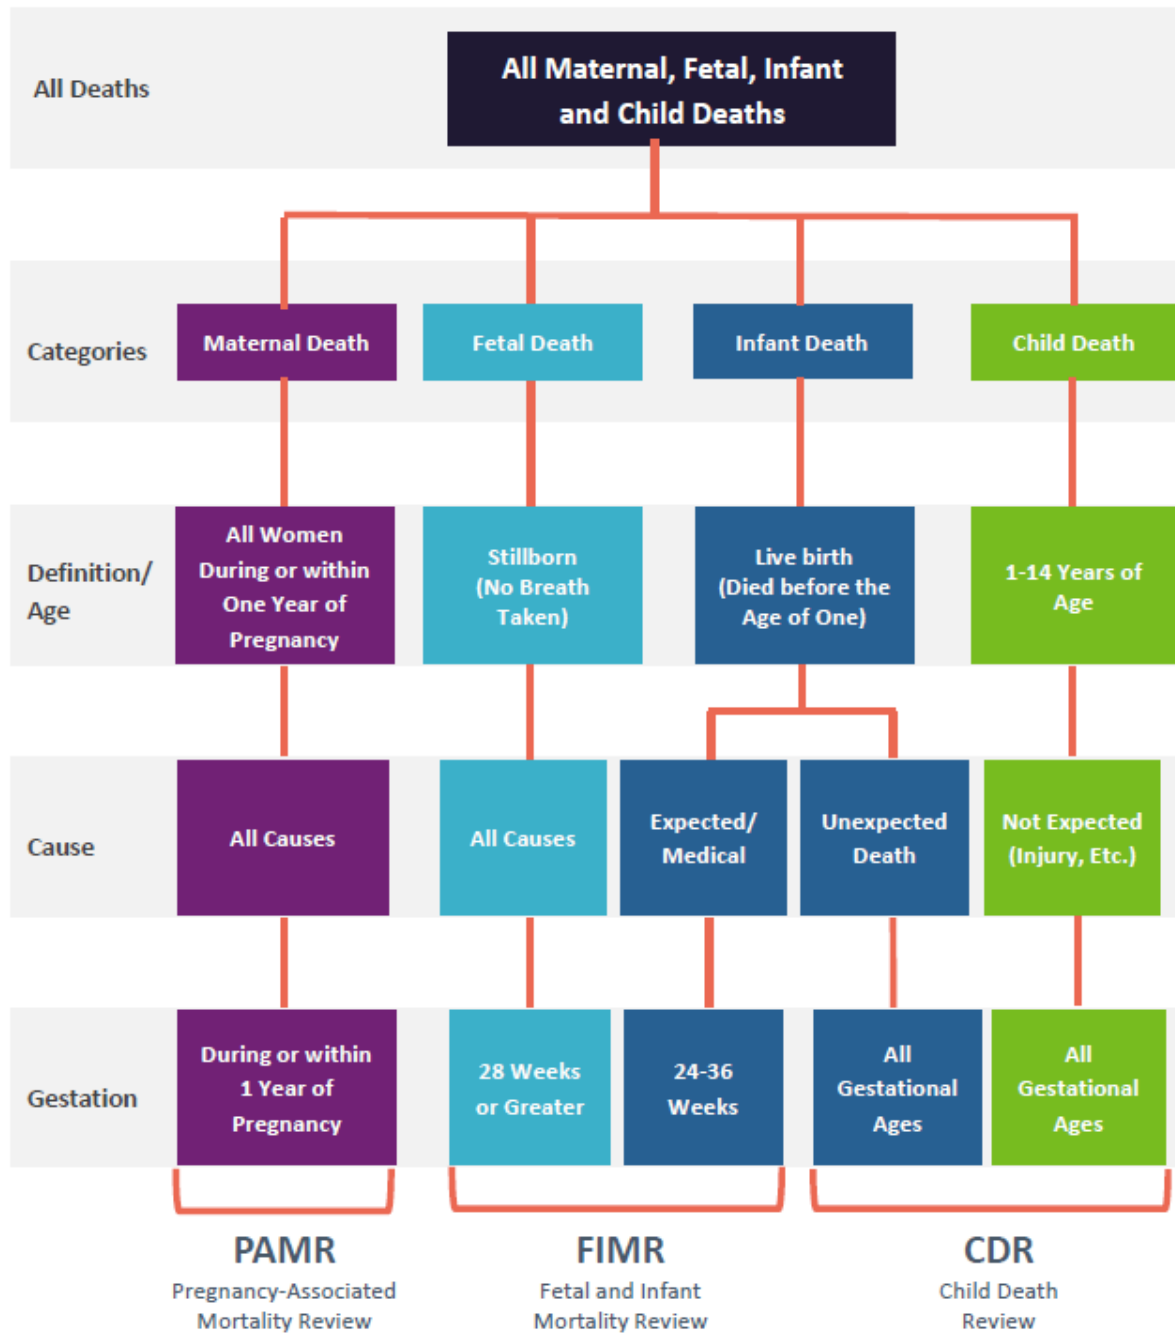 All Deaths
All Maternal, Fetal, Infant
and Child Deaths
Categories
Maternal Death
Fetal Death
Infant Death
Child Death
Definition/
Age
All Women
During or within
One Year of
Pregnancy
Stillborn
(No Breath
Taken)
Live birth
(Died before the
Age of One)
1-14 Years of
Age
Cause
All Causes
All Causes
Expected/
Medical
Unexpected
Death
Not Expected
(Injury, Etc.)
Gestation
During or within
1 Year of
Pregnancy
28 Weeks
or Greater
24-36
Weeks
All
Gestational
Ages
All
Gestational
Ages
PAMR
Pregnancy-Associated
Mortality Review
FIMR
Fetal and Infant
Mortality Review
CDR
Child Death
Review